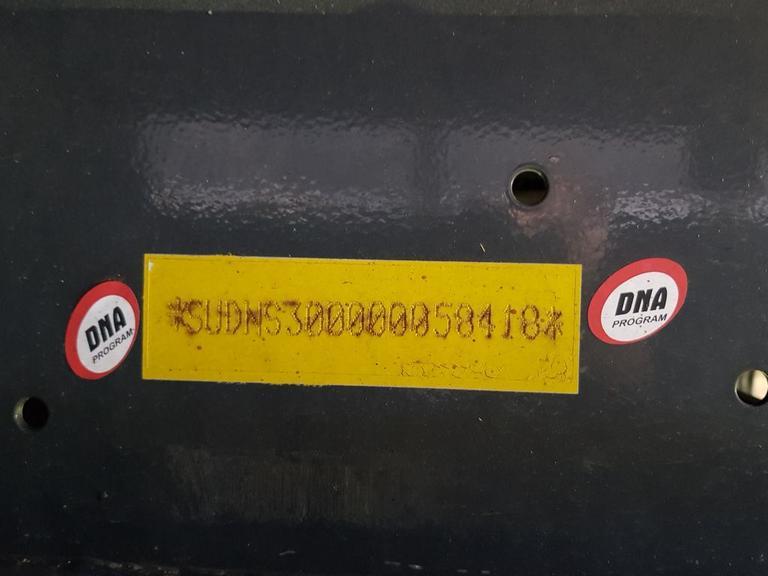 DNA
PROGRAM
*SUDNS300000058418*
DNA
PROGRAM